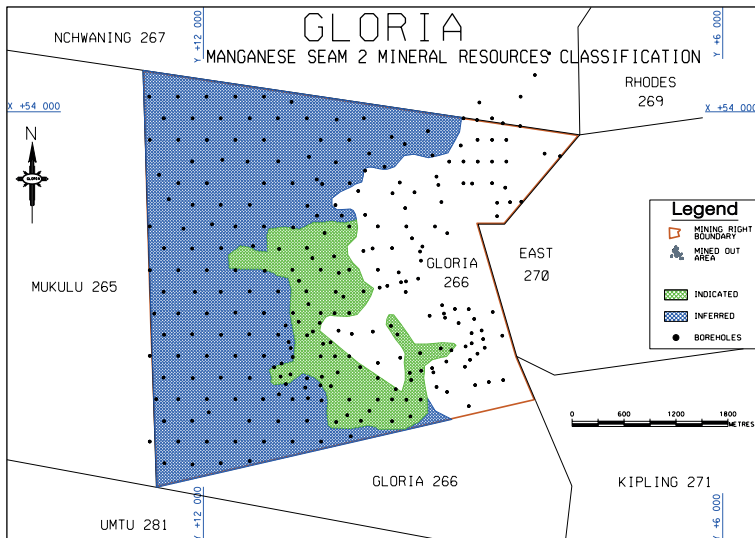 GLORIA
MANGANESE SEAM 2 MINERAL RESOURCES CLASSIFICATION
NCHWANING 267
Y +12 000
Y +6 000
RHODES
269
X +54 000
X +54 000
N
GLORIA
Legend
MINING RIGHT
BOUNDARY
MINED OUT
AREA
INDICATED
INFERRED
BOREHOLES
EAST
270
GLORIA
266
MUKULU 265
0 600 1200 1800
METRES
GLORIA 266
KIPLING 271
UMTU 281
Y +12 000
Y +6 000